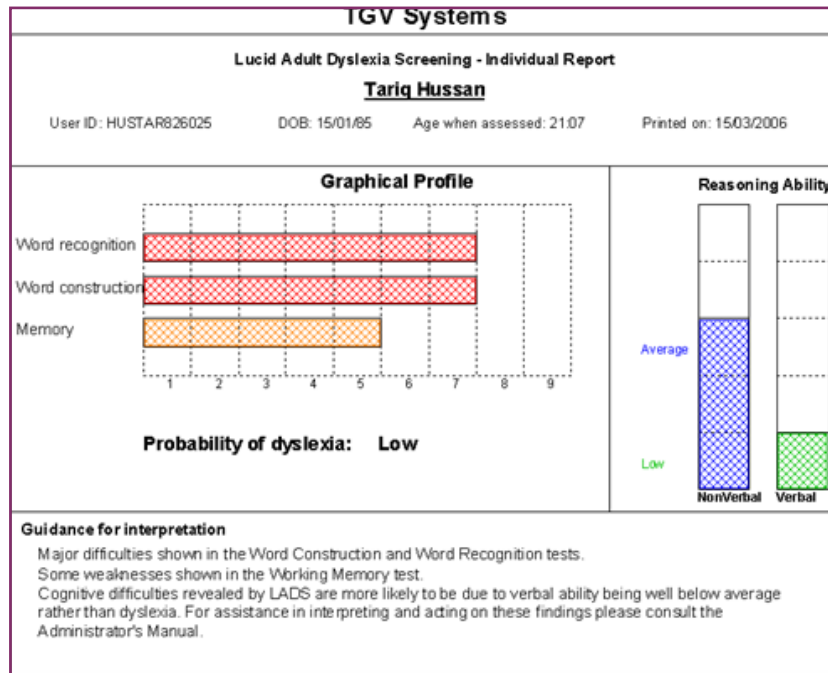 TGV Systems
Lucid Adult Dyslexia Screening - Individual Report
Tariq Hussan
User ID: HUSTAR826025 DOB: 15/01/85 Age when assessed: 21:07 Printed on: 15/03/2006
Graphical Profile
Reasoning Ability
Word recognition
Word construction
Memory
1 2 3 4 5 6 7 8 9
Average
Low
NonVerbal Verbal
Probability of dyslexia: Low
Guidance for interpretation
Major difficulties shown in the Word Construction and Word Recognition tests.
Some weaknesses shown in the Working Memory test.
Cognitive difficulties revealed by LADS are more likely to be due to verbal ability being well below average
rather than dyslexia. For assistance in interpreting and acting on these findings please consult the
Administrator's Manual.